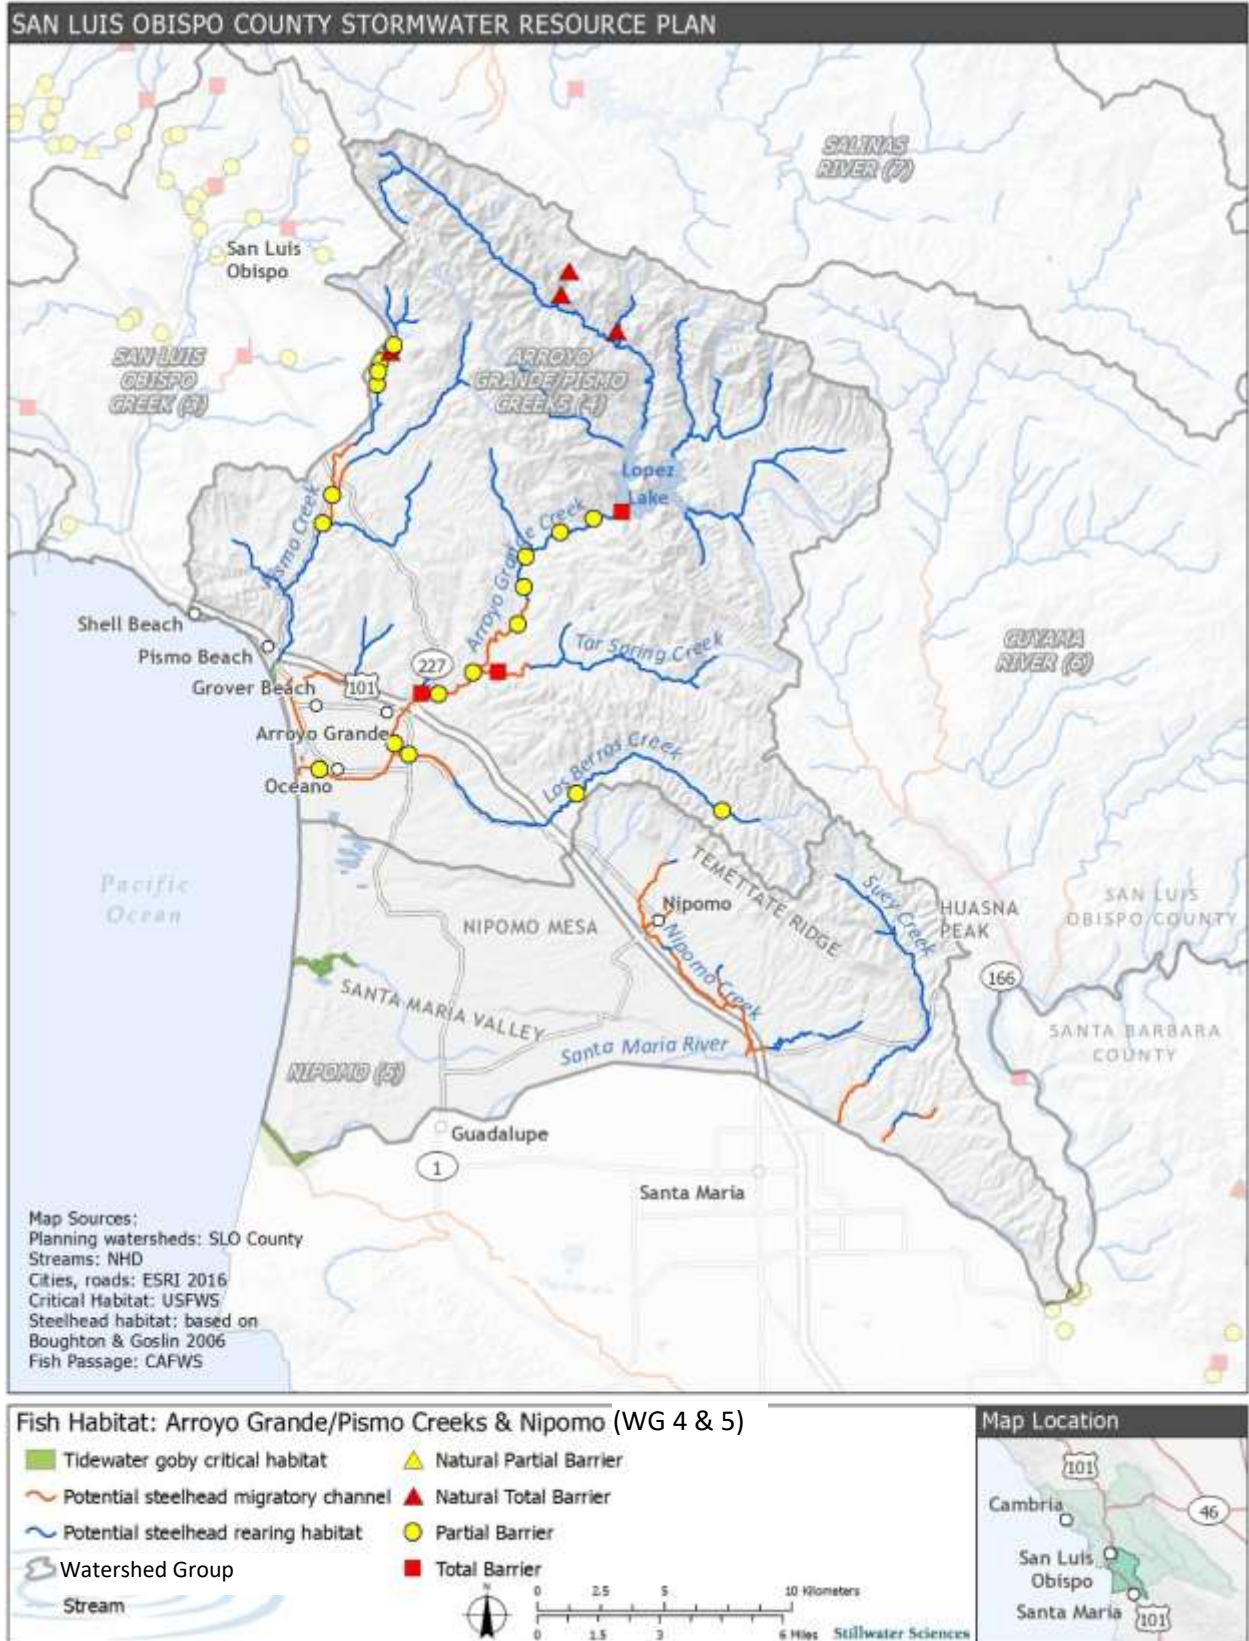 SAN LUIS OBISPO COUNTY STORMWATER RESOURCE PLAN
SALINAS
RIVER (7)
San Luis
Obispo
SAN LUIS
OBISPO
CREEK (3)
ARROYO
GRANDE/PISMO
CREEKS (4)
Lopez
Lake
Pismo Creek
Arroyo Grande Creek
Shell Beach
Pismo Beach
Tar Spring Creek
CUYAMA
RIVER (6)
227
Grover Beach
101
Arroyo Grande
Los Berros Creek
Oceano
Pacific
Ocean
TEMETTATE RIDGE
Suey Creek
Nipomo
HUASNA
PEAK
SAN LUIS
OBISPO COUNTY
NIPOMO MESA
Nipomo Creek
166
SANTA MARIA VALLEY
SANTA BARBARA
COUNTY
Santa Maria River
NIPOMO (5)
Guadalupe
1
Santa Maria
Map Sources:
Planning watersheds: SLO County
Streams: NHD
Cities, roads: ESRI 2016
Critical Habitat: USFWS
Steelhead habitat: based on
Boughton & Goslin 2006
Fish Passage: CAFWS
Fish Habitat: Arroyo Grande/Pismo Creeks & Nipomo (WG 4 & 5)
Tidewater goby critical habitat
Potential steelhead migratory channel
Potential steelhead rearing habitat
Watershed Group
Stream
Natural Partial Barrier
Natural Total Barrier
Partial Barrier
Total Barrier
N
0 2.5 5 10 Kilometers
0 1.5 3 6 Miles
Stillwater Sciences
Map Location
101
Cambria
46
San Luis
Obispo
Santa Maria
101